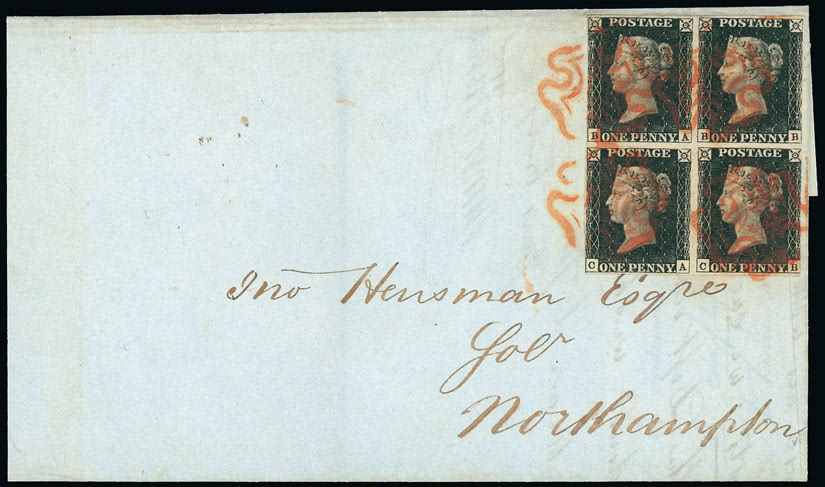 POSTAGE POSTAGE
B ONE PENNY. A B ONE PENNY. B
POSTAGE POSTAGE
C ONE PENNY. A C ONE PENNY. B
Jno Hensman Esqre
Solr
Northampton